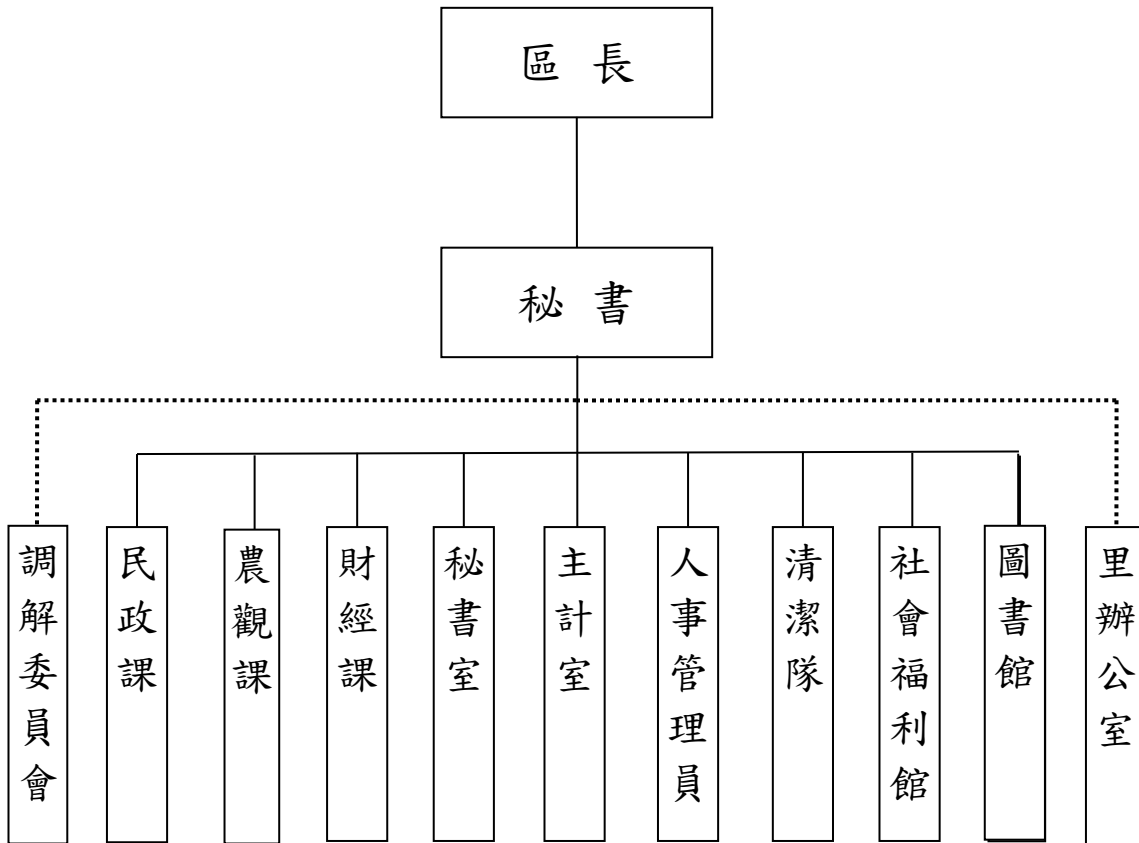 區長
秘書
調解委員會
民政課
農觀課
財經課
秘書室
主計室
人事管理員
清潔隊
社會福利館
圖書館
里辦公室